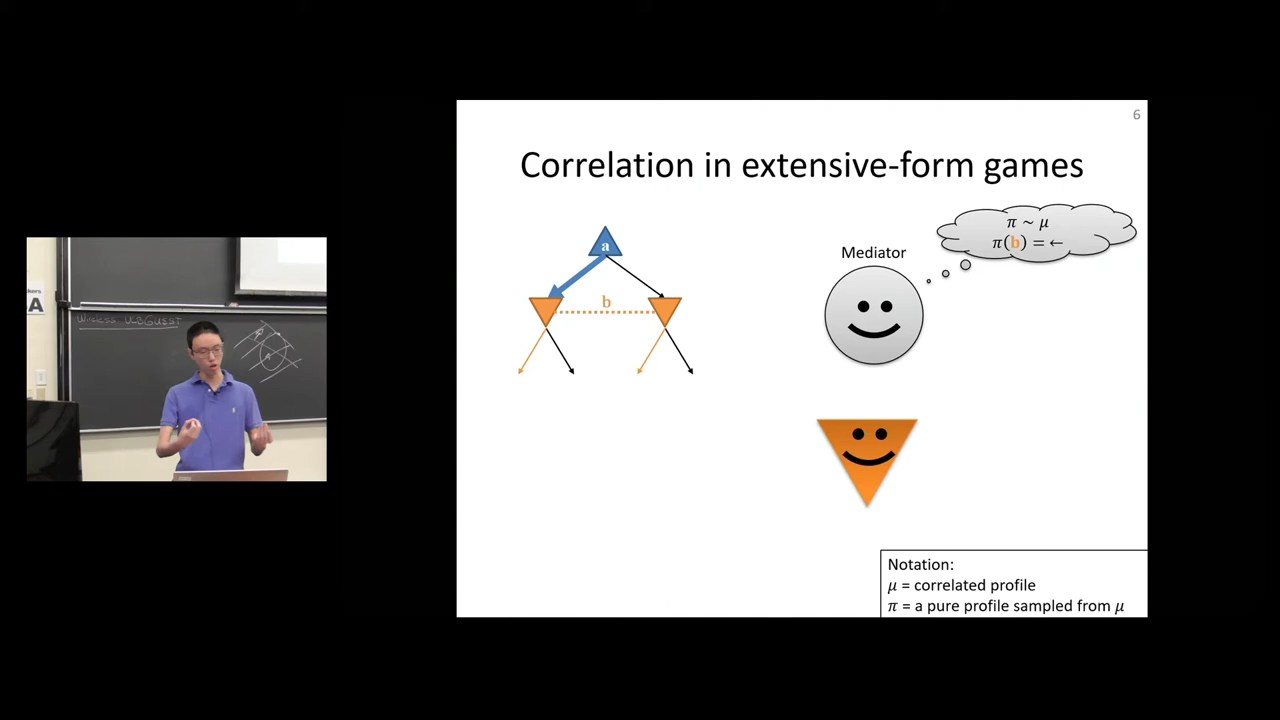 6
Correlation in extensive-form games
π ~ μ
π(b) = ←
Mediator
a
b
A
Notation:
μ = correlated profile
π = a pure profile sampled from μ